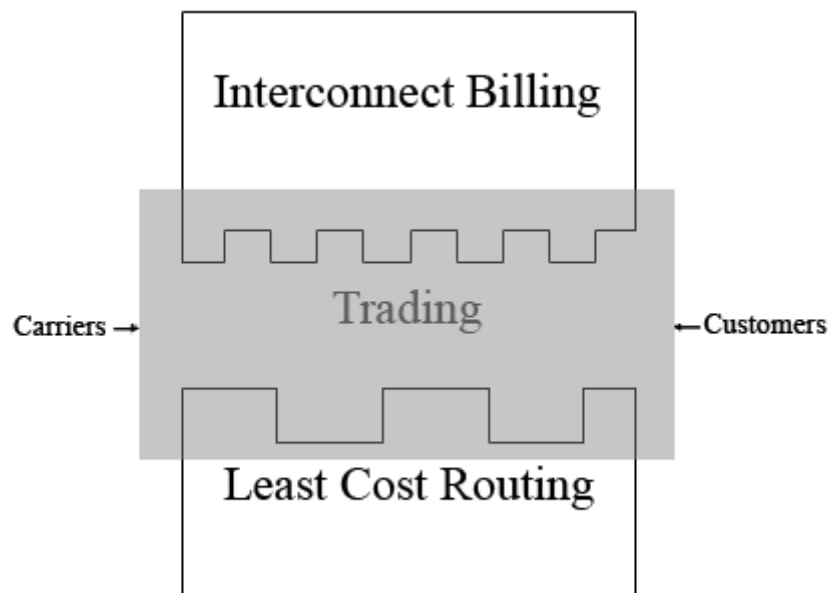 Interconnect Billing
Trading
Carriers
Customers
Least Cost Routing